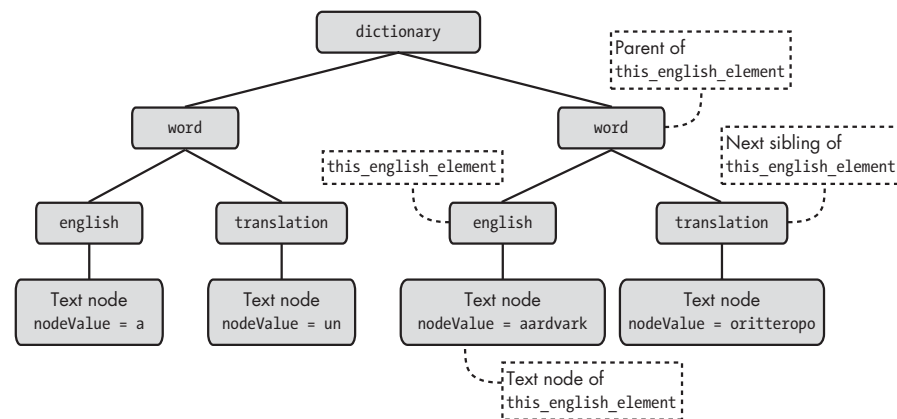 dictionary
Parent of
this_english_element
word
word
Next sibling of
this_english_element
this_english_element
english
translation
english
translation
Text node
nodeValue = a
Text node
nodeValue = un
Text node
nodeValue = aardvark
Text node
nodeValue = oritteropo
Text node of
this_english_element